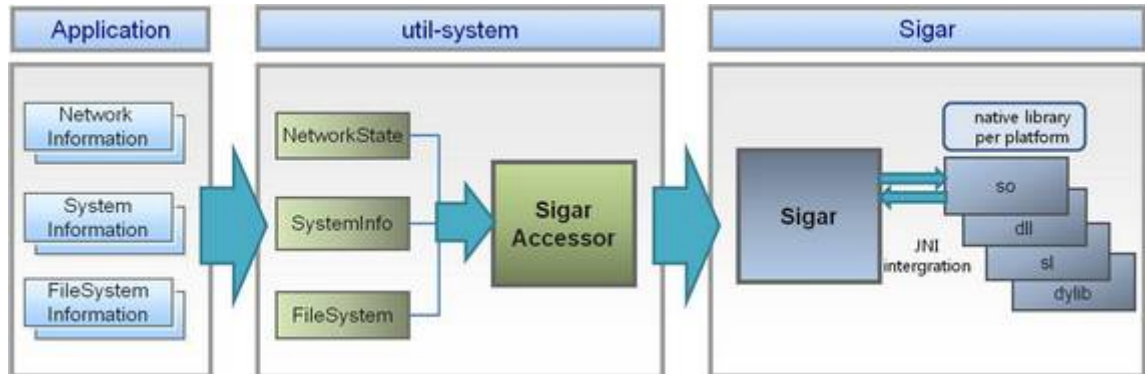 Application
util-system
Sigar
Network
Information
System
Information
FileSystem
Information
NetworkState
SystemInfo
FileSystem
Sigar
Accessor
Sigar
native library
per platform
so
dll
sl
dylib
JNI
intergration